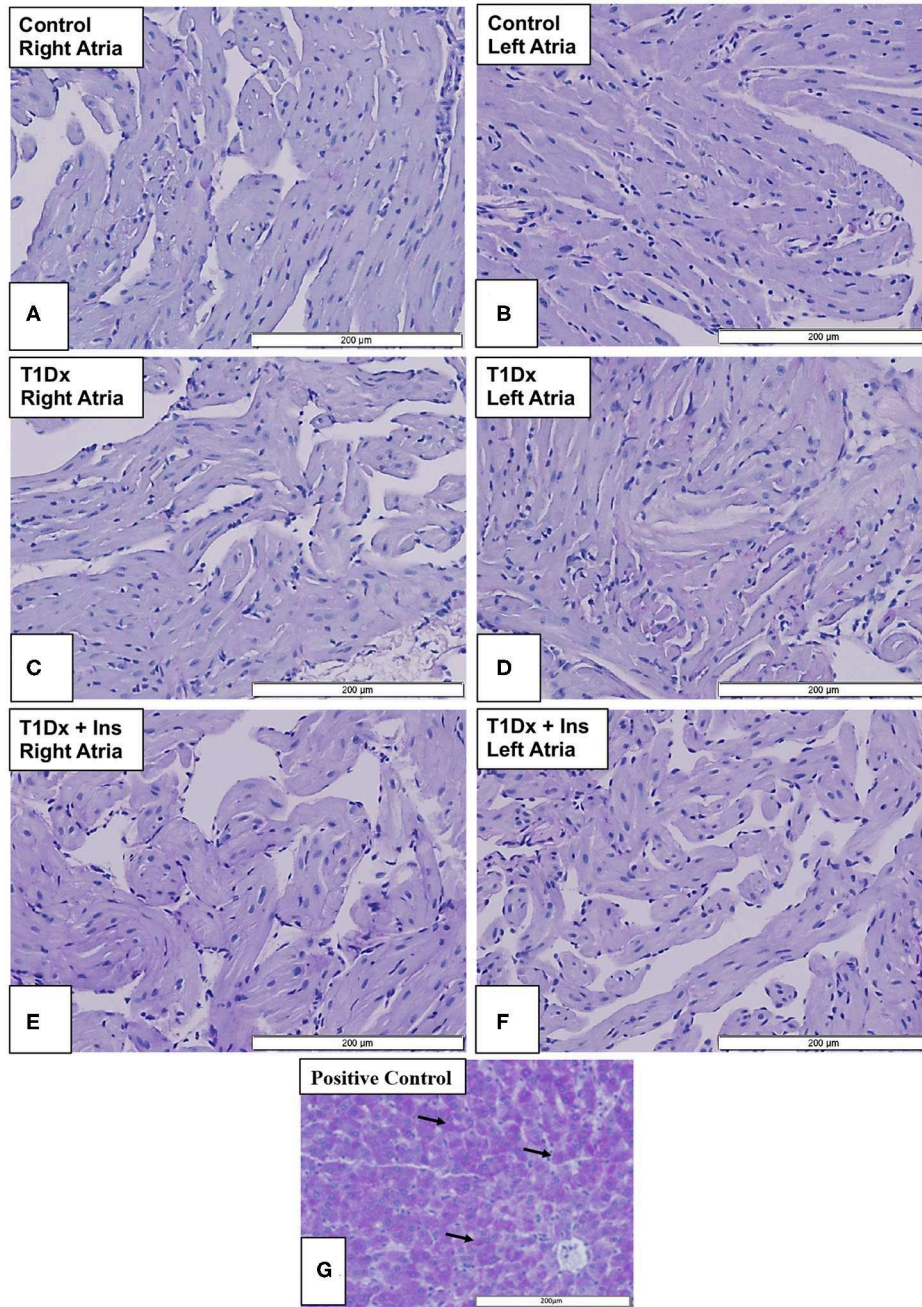 Control
Right Atria
A
200 µm
Control
Left Atria
B
200 µm
T1Dx
Right Atria
C
200 µm
T1Dx
Left Atria
D
200 µm
T1Dx + Ins
Right Atria
E
200 µm
T1Dx + Ins
Left Atria
F
200 µm
Positive Control
G
200µm